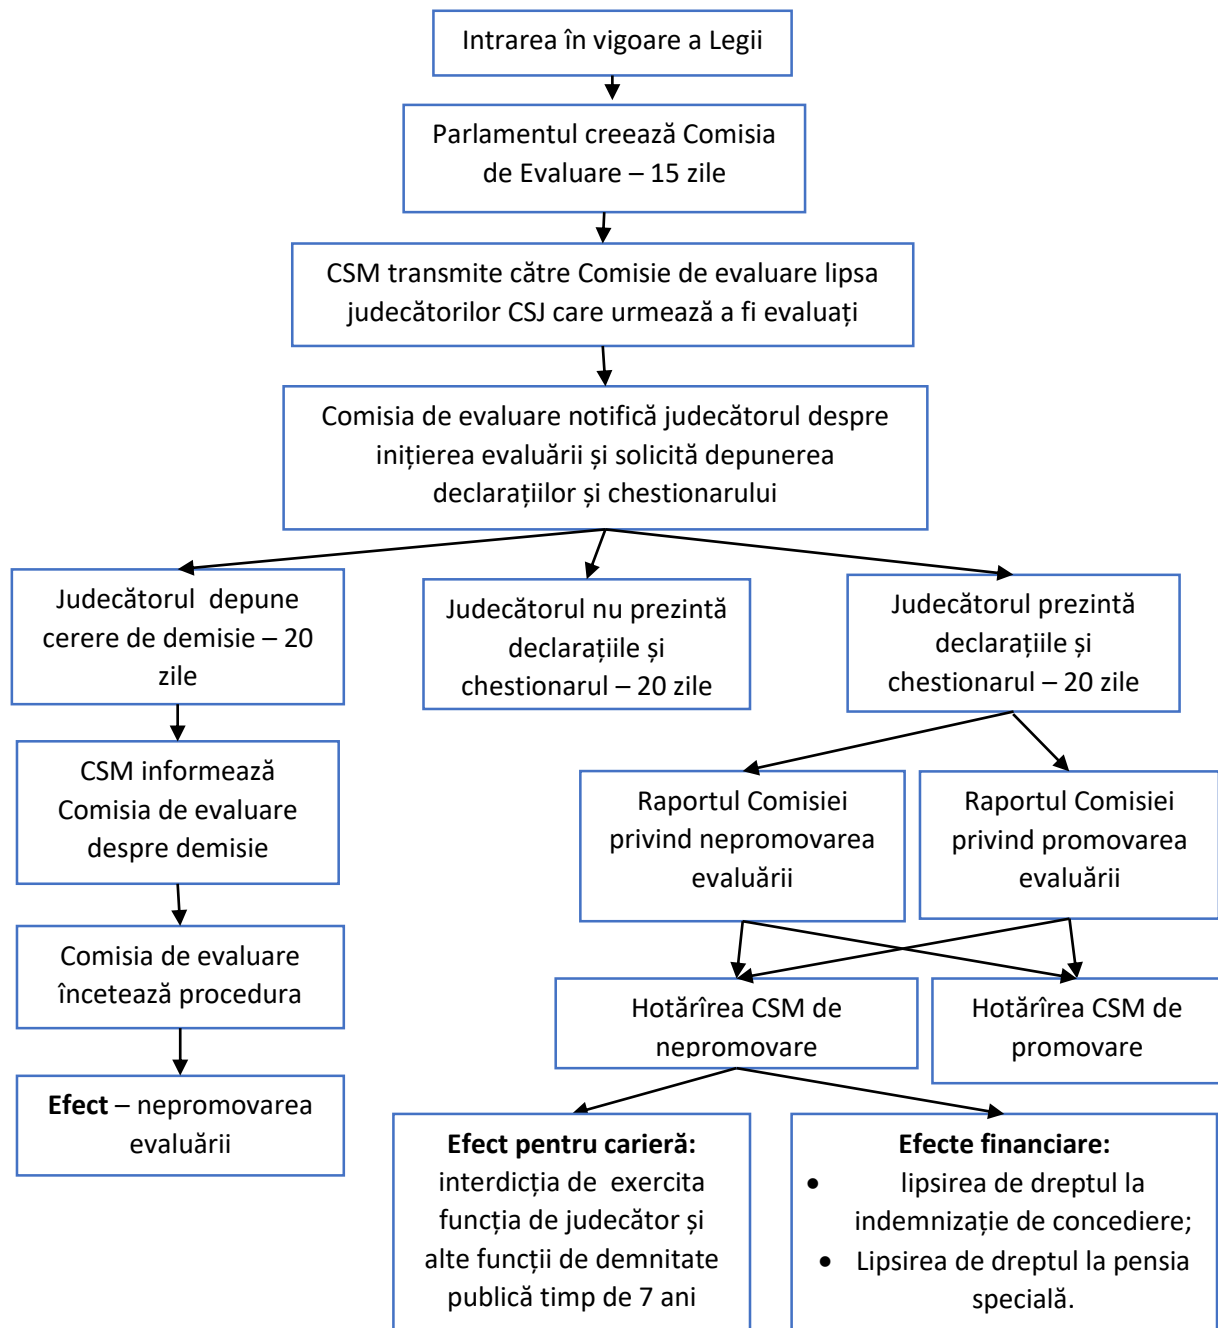 Intrarea în vigoare a Legii
Parlamentul creează Comisia
de Evaluare – 15 zile
CSM transmite către Comisie de evaluare lipsa
judecătorilor CSJ care urmează a fi evaluați
Comisia de evaluare notifică judecătorul despre
inițierea evaluării și solicită depunerea
declarațiilor și chestionarului
Judecătorul depune
cerere de demisie – 20
zile
Judecătorul nu prezintă
declarațiile și
chestionarul – 20 zile
Judecătorul prezintă
declarațiile și
chestionarul – 20 zile
CSM informează
Comisia de evaluare
despre demisie
Raportul Comisiei
privind nepromovarea
evaluării
Raportul Comisiei
privind promovarea
evaluării
Comisia de evaluare
încetează procedura
Hotărîrea CSM de
nepromovare
Hotărîrea CSM de
promovare
Efect – nepromovarea
evaluării
Efect pentru carieră:
interdicția de exercita
funcția de judecător și
alte funcții de demnitate
publică timp de 7 ani
Efecte financiare:
• lipsirea de dreptul la
indemnizație de concediere;
• Lipsirea de dreptul la pensia
specială.